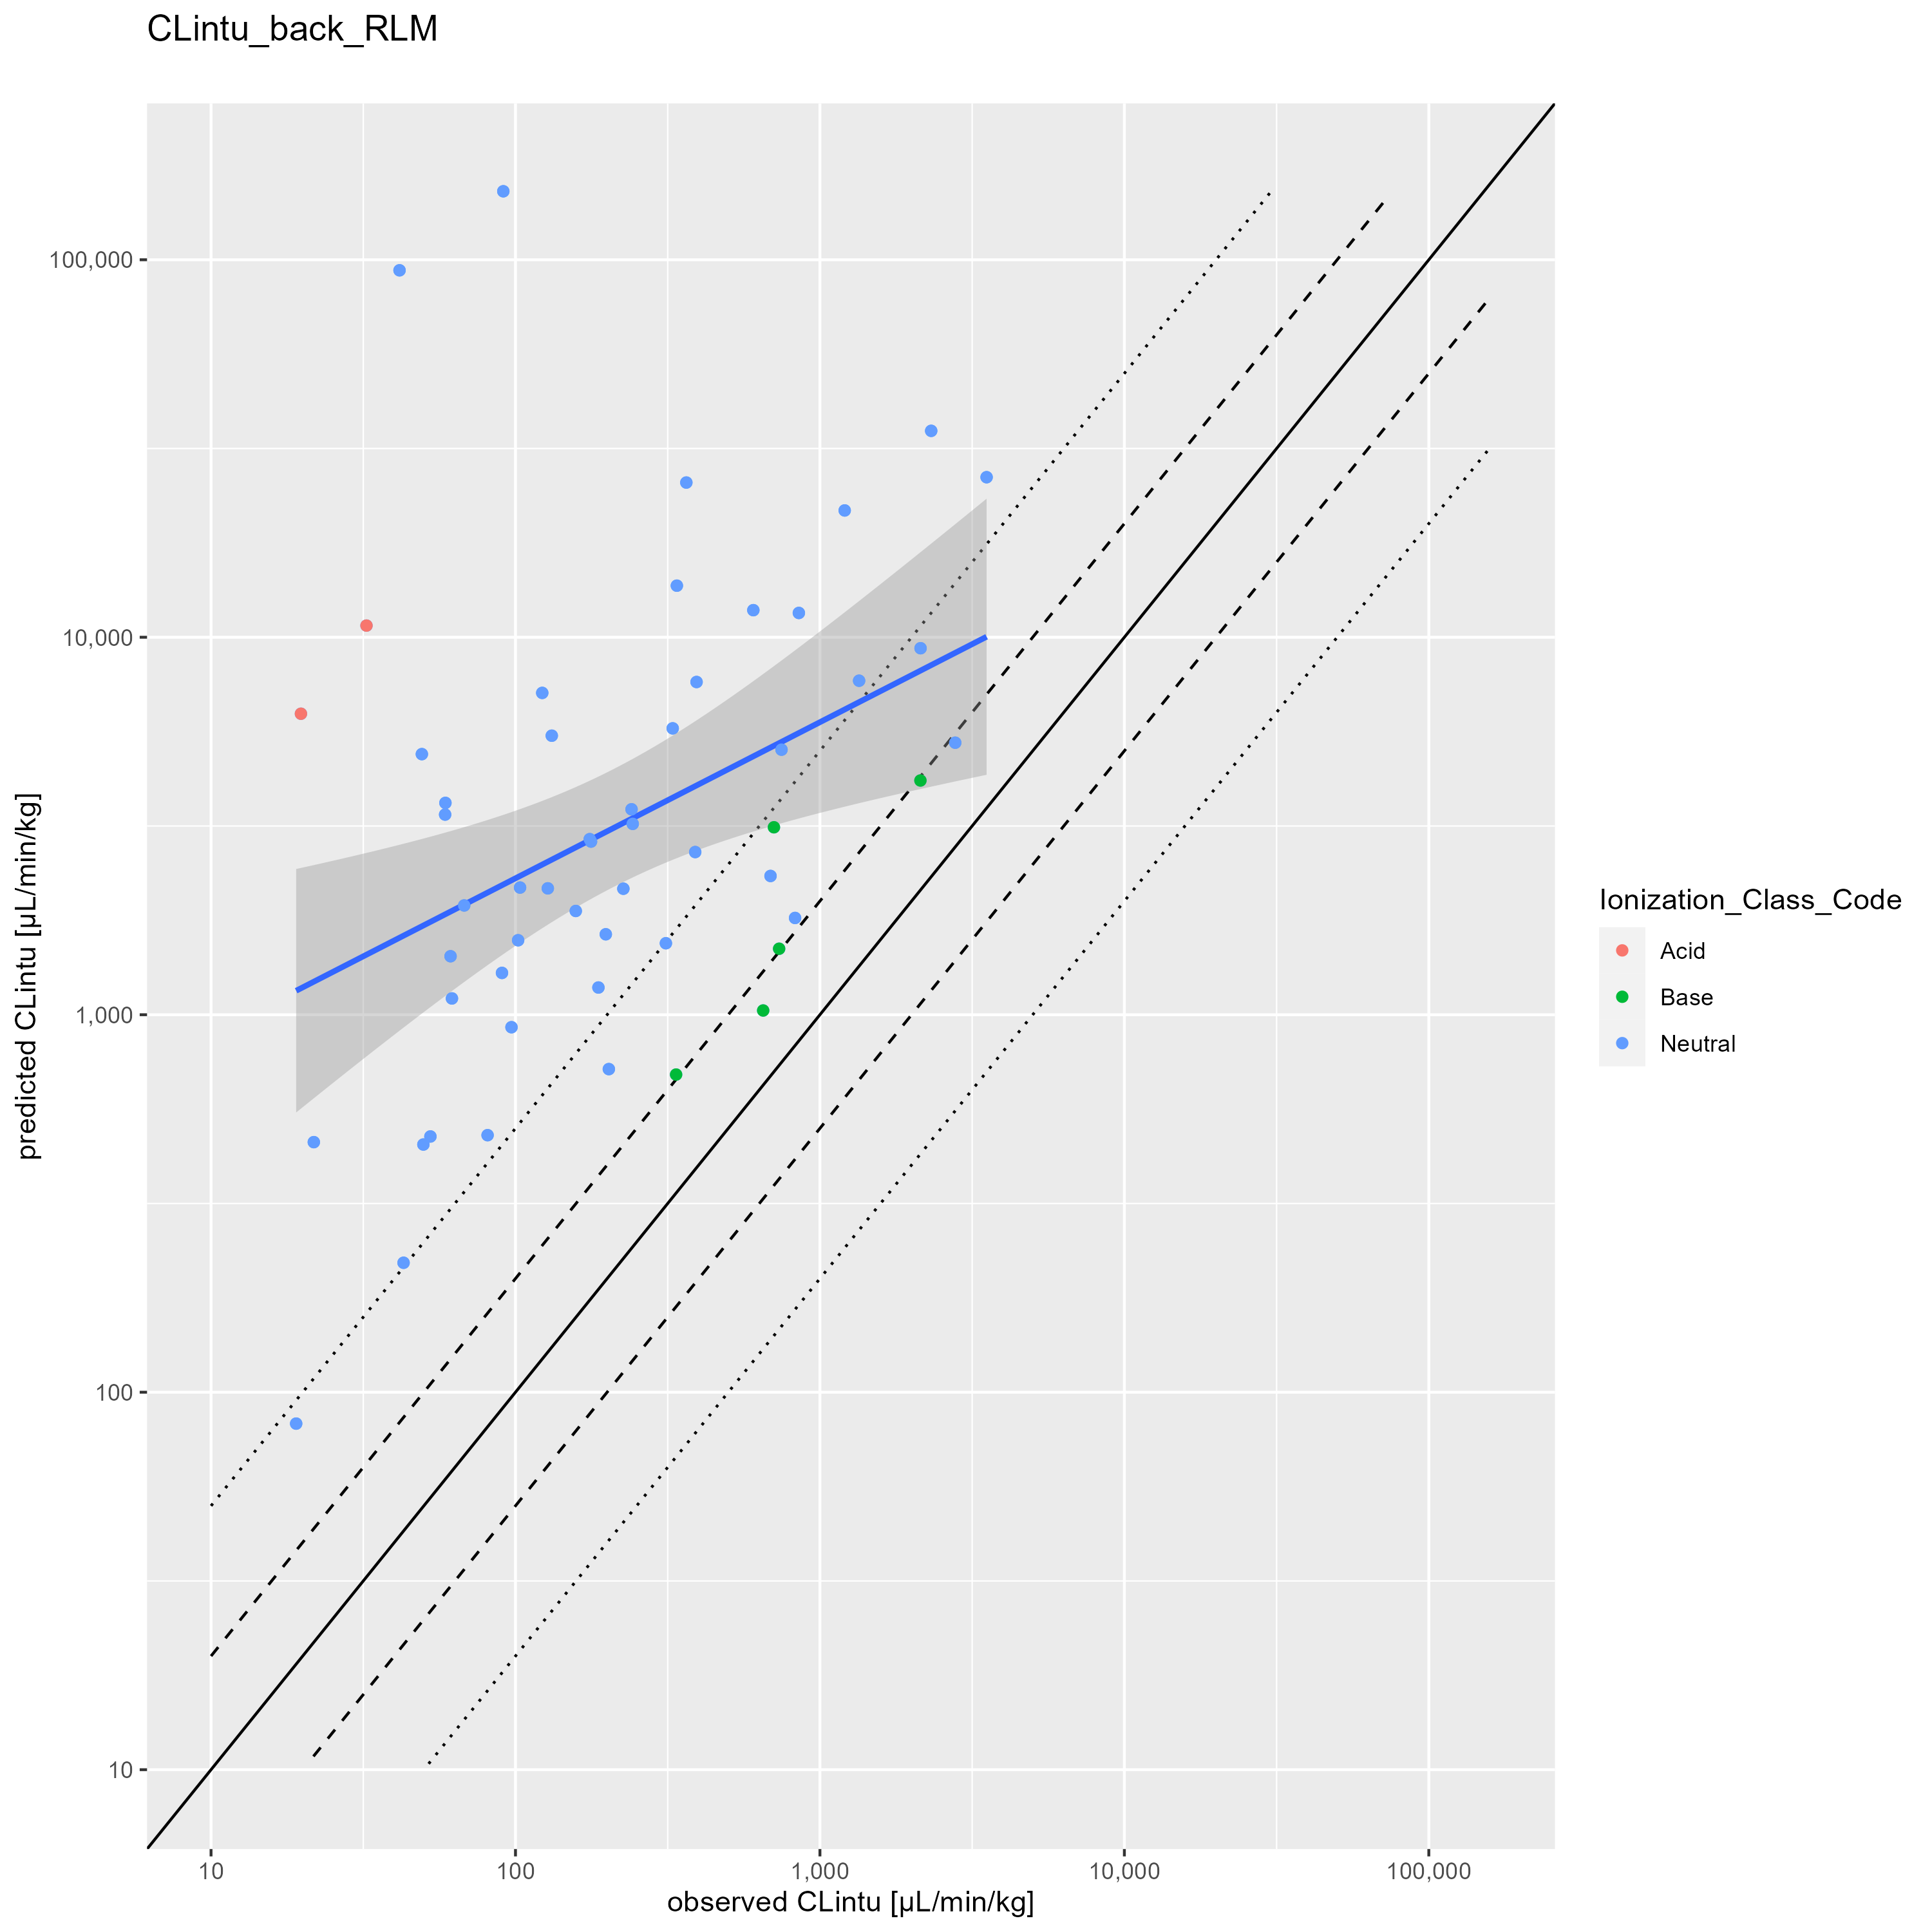 CLintu_back_RLM
100,000
10,000
1,000
100
10
predicted CLintu [µL/min/kg]
10
100
1,000
10,000
100,000
observed CLintu [µL/min/kg]
Ionization_Class_Code
Acid
Base
Neutral